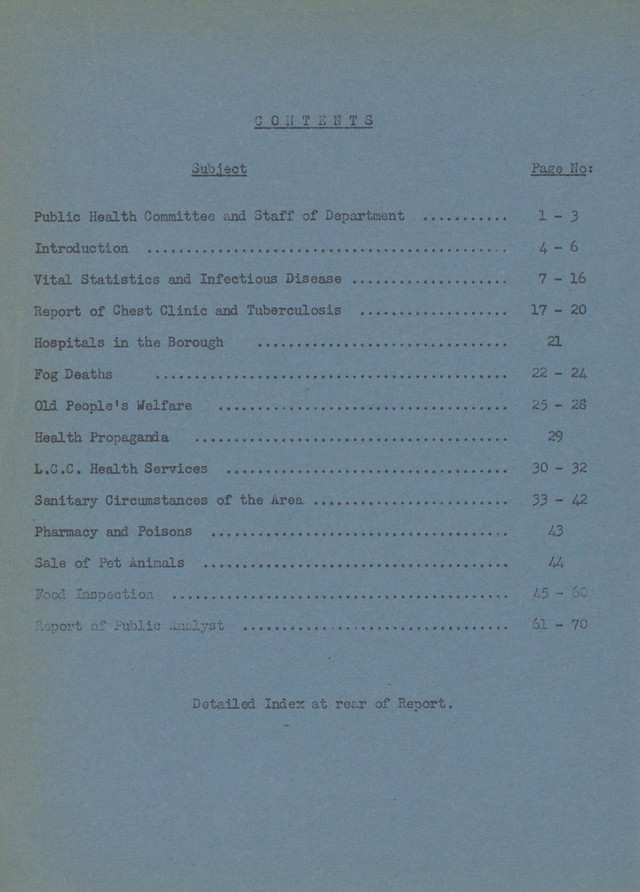 C O N T E N T S
Subject Page No:
Public Health Committee and Staff of Department ........... 1 - 3
Introduction .............................................. 4 - 6
Vital Statistics and Infectious Disease .................... 7 - 16
Report of Chest Clinic and Tuberculosis ................... 17 - 20
Hospitals in the Borough ................................ 21
Fog Deaths ............................................. 22 - 24
Old People's Welfare ..................................... 25 - 28
Health Propaganda ........................................ 29
L.C.C. Health Services .................................... 30 - 32
Sanitary Circumstances of the Area ......................... 33 - 42
Pharmacy and Poisons ...................................... 43
Sale of Pet Animals ....................................... 44
Food Inspection ........................................... 45 - 60
Report of Public Analyst .................................. 61 - 70
Detailed Index at rear of Report.